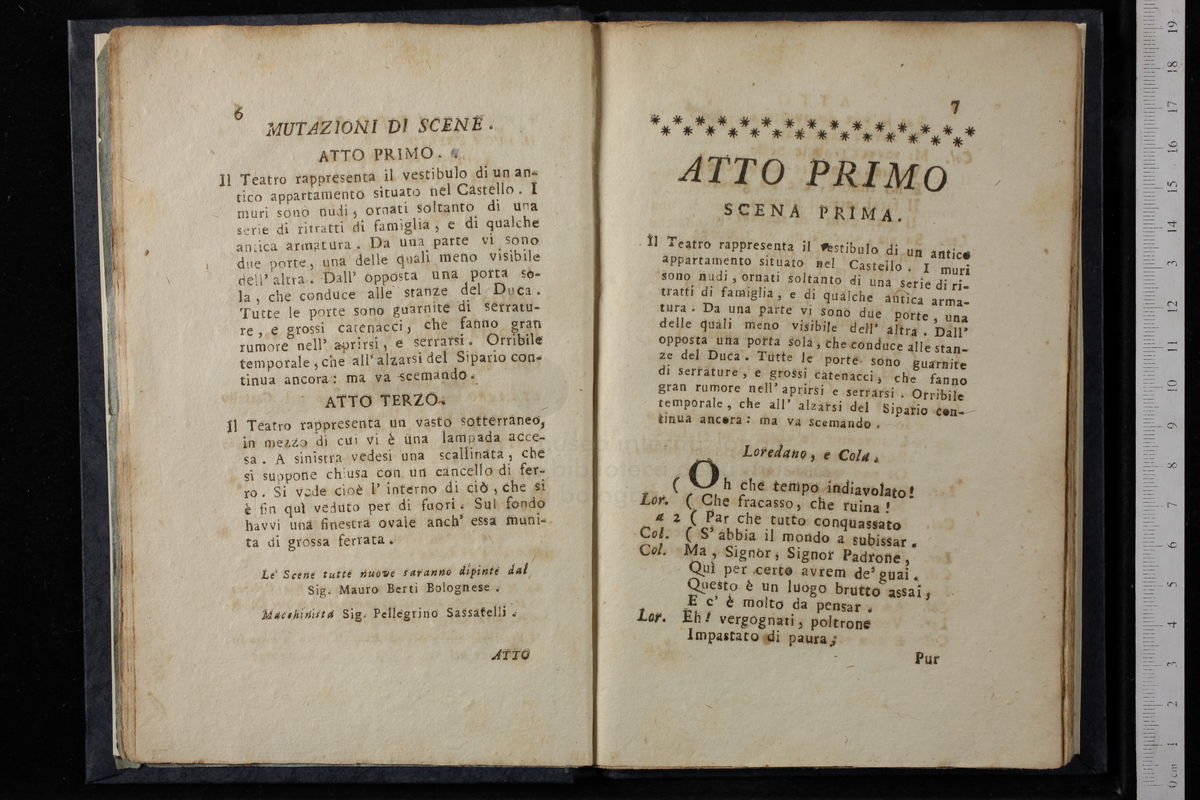 6
MUTAZIONI DI SCENE.
ATTO PRIMO.
Il Teatro rappresenta il vestibulo di un an-
tico appartamento situato nel Castello. I
muri sono nudi, ornati soltanto di una
serie di ritratti di famiglia, e di qualche
antica armatura. Da una parte vi sono
due porte, una delle quali meno visibile
dell' altra. Dall' opposta una porta so-
la, che conduce alle stanze del Duca.
Tutte le porte sono guarnite di serratu-
re, e grossi catenacci, che fanno gran
rumore nell' aprirsi, e serrarsi. Orribile
temporale, che all' alzarsi del Sipario con-
tinua ancora: ma va scemando.
ATTO TERZO.
Il Teatro rappresenta un vasto sotterraneo,
in mezzo di cui vi è una lampada acce-
sa. A sinistra vedesi una scallinata, che
si suppone chiusa con un cancello di fer-
ro. Si vede cioè l' interno di ciò, che si
è fin quì veduto per di fuori. Sul fondo
havvi una finestra ovale anch' essa muni-
ta di grossa ferrata.
Le Scene tutte nuove saranno dipinte dal
Sig. Mauro Berti Bolognese.
Macchinista Sig. Pellegrino Sassatelli.
ATTO
7
ATTO PRIMO
SCENA PRIMA.
Il Teatro rappresenta il vestibulo di un antico
appartamento situato nel Castello. I muri
sono nudi, ornati soltanto di una serie di ri-
tratti di famiglia, e di qualche antica arma-
tura. Da una parte vi sono due porte, una
delle quali meno visibile dell' altra. Dall'
opposta una porta sola, che conduce alle stan-
ze del Duca. Tutte le porte sono guarnite
di serrature, e grossi catenacci, che fanno
gran rumore nell' aprirsi e serrarsi. Orribile
temporale, che all' alzarsi del Sipario con-
tinua ancora: ma va scemando.
Loredano, e Cola.
( Oh che tempo indiavolato!
Lor. ( Che fracasso, che ruina!
a 2 ( Par che tutto conquassato
Col. ( S' abbia il mondo a subissar.
Col. Ma, Signor, Signor Padrone,
Quì per certo avrem de' guai.
Questo è un luogo brutto assai,
E c' è molto da pensar.
Lor. Eh! vergognati, poltrone
Impastato di paura;
Pur